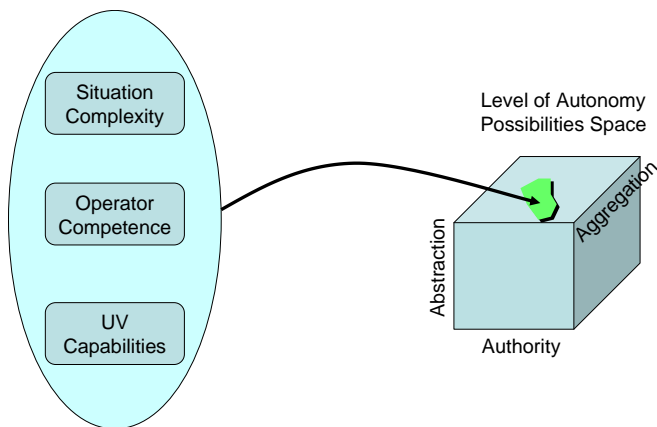 Situation
Complexity
Operator
Competence
UV
Capabilities
Level of Autonomy
Possibilities Space
Abstraction
Aggregation
Authority